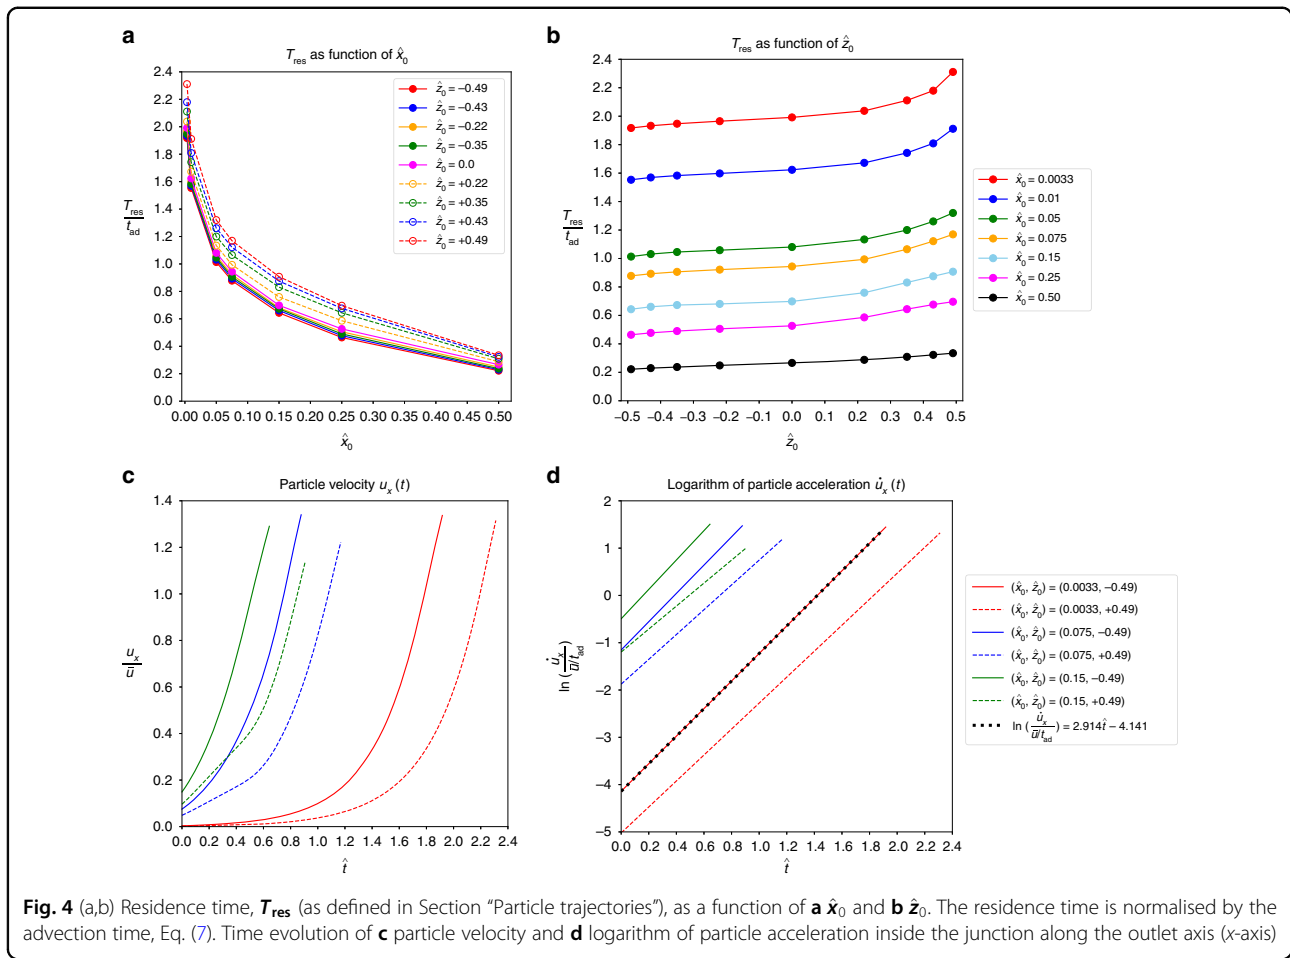 a
T_res as function of x̂_0
2.4
2.2
2.0
1.8
1.6
1.4
1.2
1.0
0.8
0.6
0.4
0.2
0.0
T_res
t_ad
0.00 0.05 0.10 0.15 0.20 0.25 0.30 0.35 0.40 0.45 0.50
x̂_0
ẑ_0 = −0.49
ẑ_0 = −0.43
ẑ_0 = −0.22
ẑ_0 = −0.35
ẑ_0 = 0.0
ẑ_0 = +0.22
ẑ_0 = +0.35
ẑ_0 = +0.43
ẑ_0 = +0.49
b
T_res as function of ẑ_0
2.4
2.2
2.0
1.8
1.6
1.4
1.2
1.0
0.8
0.6
0.4
0.2
0.0
T_res
t_ad
−0.5 −0.4 −0.3 −0.2 −0.1 0.0 0.1 0.2 0.3 0.4 0.5
ẑ_0
x̂_0 = 0.0033
x̂_0 = 0.01
x̂_0 = 0.05
x̂_0 = 0.075
x̂_0 = 0.15
x̂_0 = 0.25
x̂_0 = 0.50
c
Particle velocity u_x (t)
1.4
1.2
1.0
0.8
0.6
0.4
0.2
0.0
u_x
ū
0.0 0.2 0.4 0.6 0.8 1.0 1.2 1.4 1.6 1.8 2.0 2.2 2.4
t̂
d
Logarithm of particle acceleration u̇_x (t)
2
1
0
−1
−2
−3
−4
−5
ln (u̇_x / ū/t_ad)
0.0 0.2 0.4 0.6 0.8 1.0 1.2 1.4 1.6 1.8 2.0 2.2 2.4
t̂
(x̂_0, ẑ_0) = (0.0033, −0.49)
(x̂_0, ẑ_0) = (0.0033, +0.49)
(x̂_0, ẑ_0) = (0.075, −0.49)
(x̂_0, ẑ_0) = (0.075, +0.49)
(x̂_0, ẑ_0) = (0.15, −0.49)
(x̂_0, ẑ_0) = (0.15, +0.49)
ln (u̇_x / ū/t_ad) = 2.914t̂ − 4.141
Fig. 4 (a,b) Residence time, T_res (as defined in Section “Particle trajectories”), as a function of a x̂_0 and b ẑ_0. The residence time is normalised by the
advection time, Eq. (7). Time evolution of c particle velocity and d logarithm of particle acceleration inside the junction along the outlet axis (x-axis)